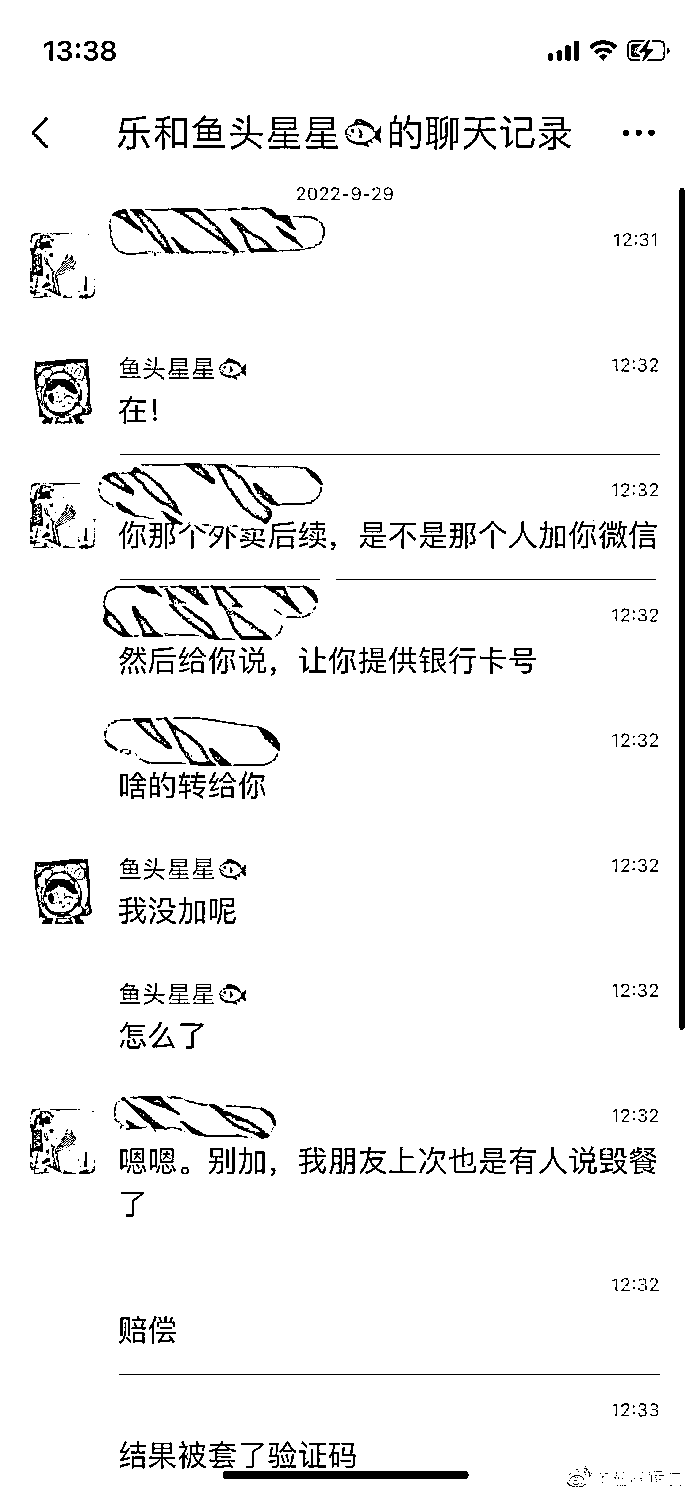 13:38
乐和鱼头星星🐟的聊天记录
2022-9-29
12:31
鱼头星星🐟
12:32
在!
12:32
你那个外卖后续，是不是那个人加你微信
12:32
然后给你说，让你提供银行卡号
12:32
啥的转给你
鱼头星星🐟
12:32
我没加呢
鱼头星星🐟
12:32
怎么了
12:32
嗯嗯。别加，我朋友上次也是有人说毁餐
了
12:32
赔偿
12:33
结果被套了验证码